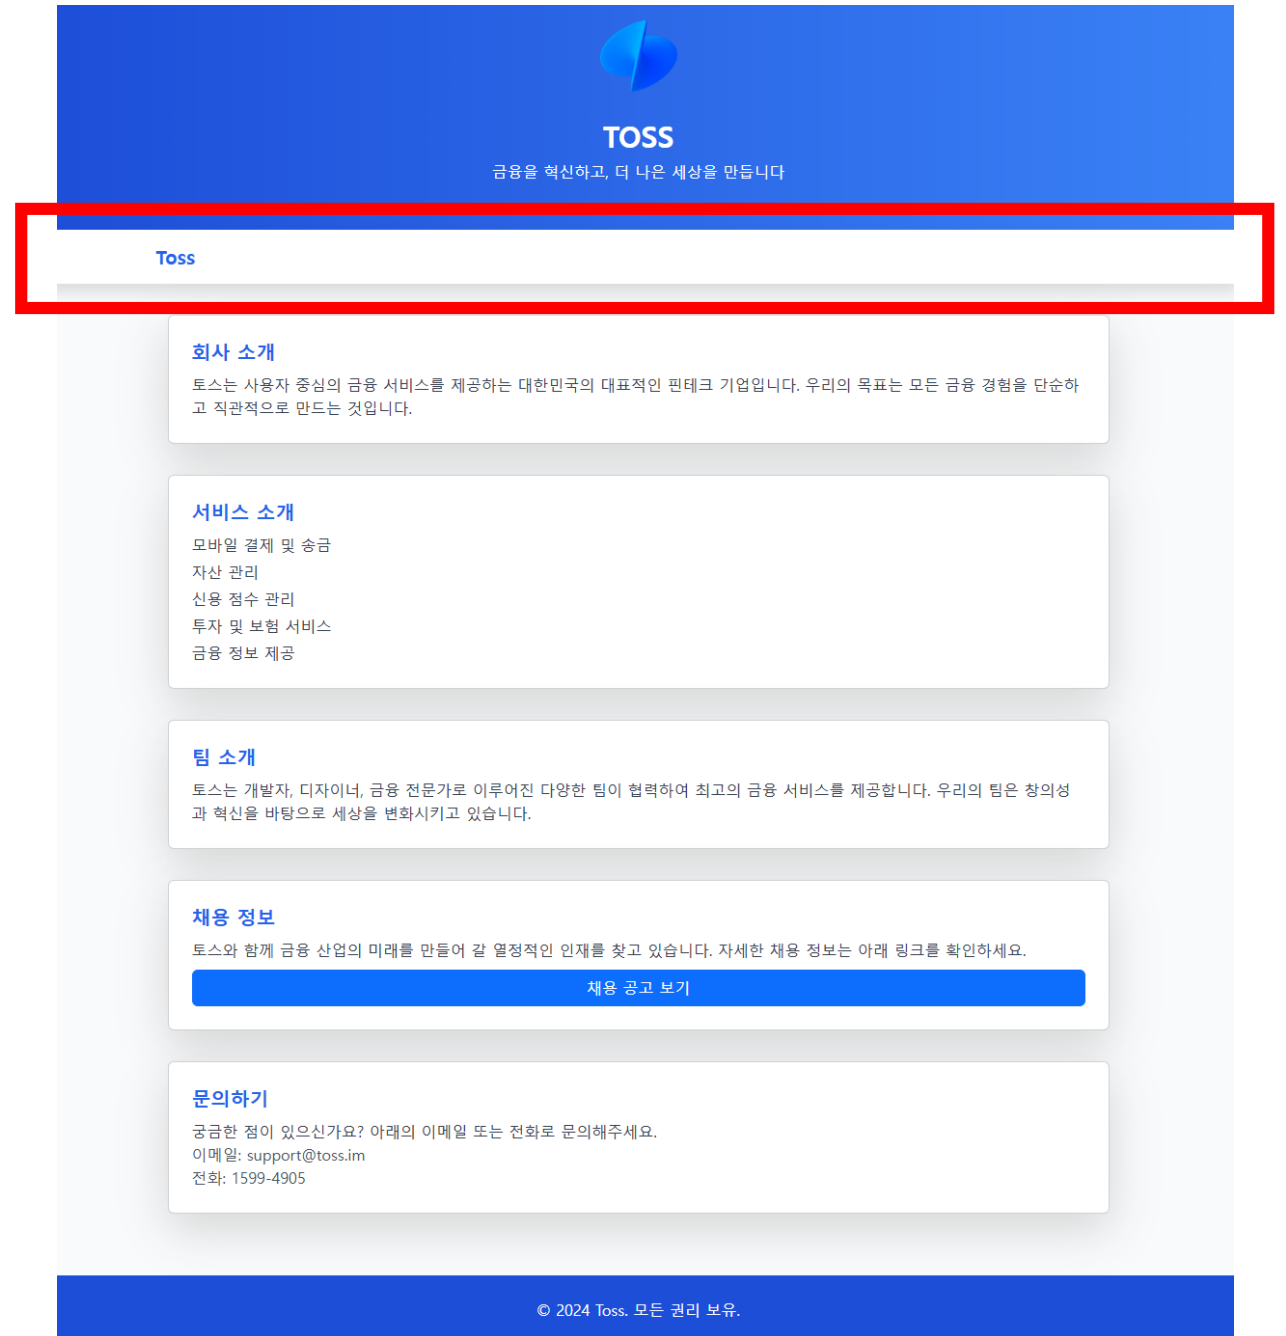 TOSS
금융을 혁신하고, 더 나은 세상을 만듭니다
Toss
회사 소개
토스는 사용자 중심의 금융 서비스를 제공하는 대한민국의 대표적인 핀테크 기업입니다. 우리의 목표는 모든 금융 경험을 단순하
고 직관적으로 만드는 것입니다.
서비스 소개
모바일 결제 및 송금
자산 관리
신용 점수 관리
투자 및 보험 서비스
금융 정보 제공
팀 소개
토스는 개발자, 디자이너, 금융 전문가로 이루어진 다양한 팀이 협력하여 최고의 금융 서비스를 제공합니다. 우리의 팀은 창의성
과 혁신을 바탕으로 세상을 변화시키고 있습니다.
채용 정보
토스와 함께 금융 산업의 미래를 만들어 갈 열정적인 인재를 찾고 있습니다. 자세한 채용 정보는 아래 링크를 확인하세요.
채용 공고 보기
문의하기
궁금한 점이 있으신가요? 아래의 이메일 또는 전화로 문의해주세요.
이메일: support@toss.im
전화: 1599-4905
© 2024 Toss. 모든 권리 보유.